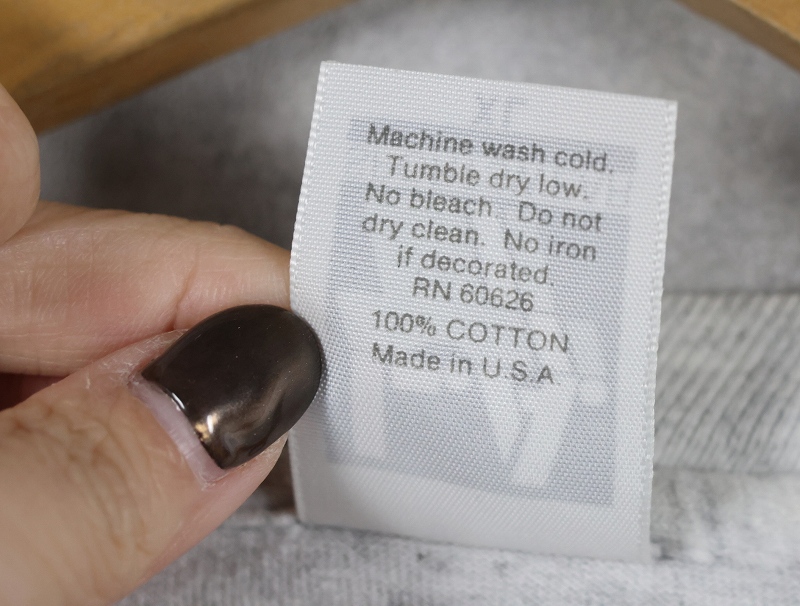 Machine wash cold.
Tumble dry low.
No bleach. Do not
dry clean. No iron
if decorated.
RN 60626
100% COTTON
Made in U.S.A